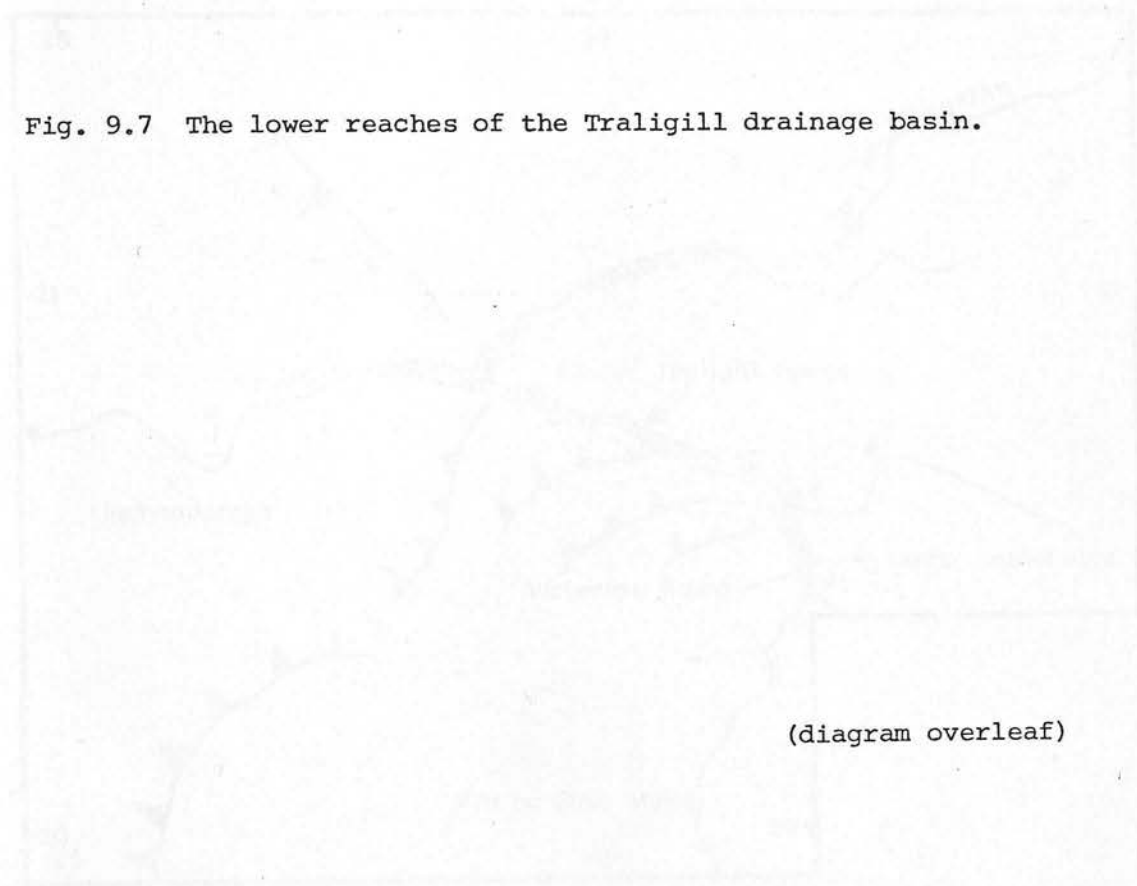 Fig. 9.7 The lower reaches of the Traligill drainage basin.
(diagram overleaf)